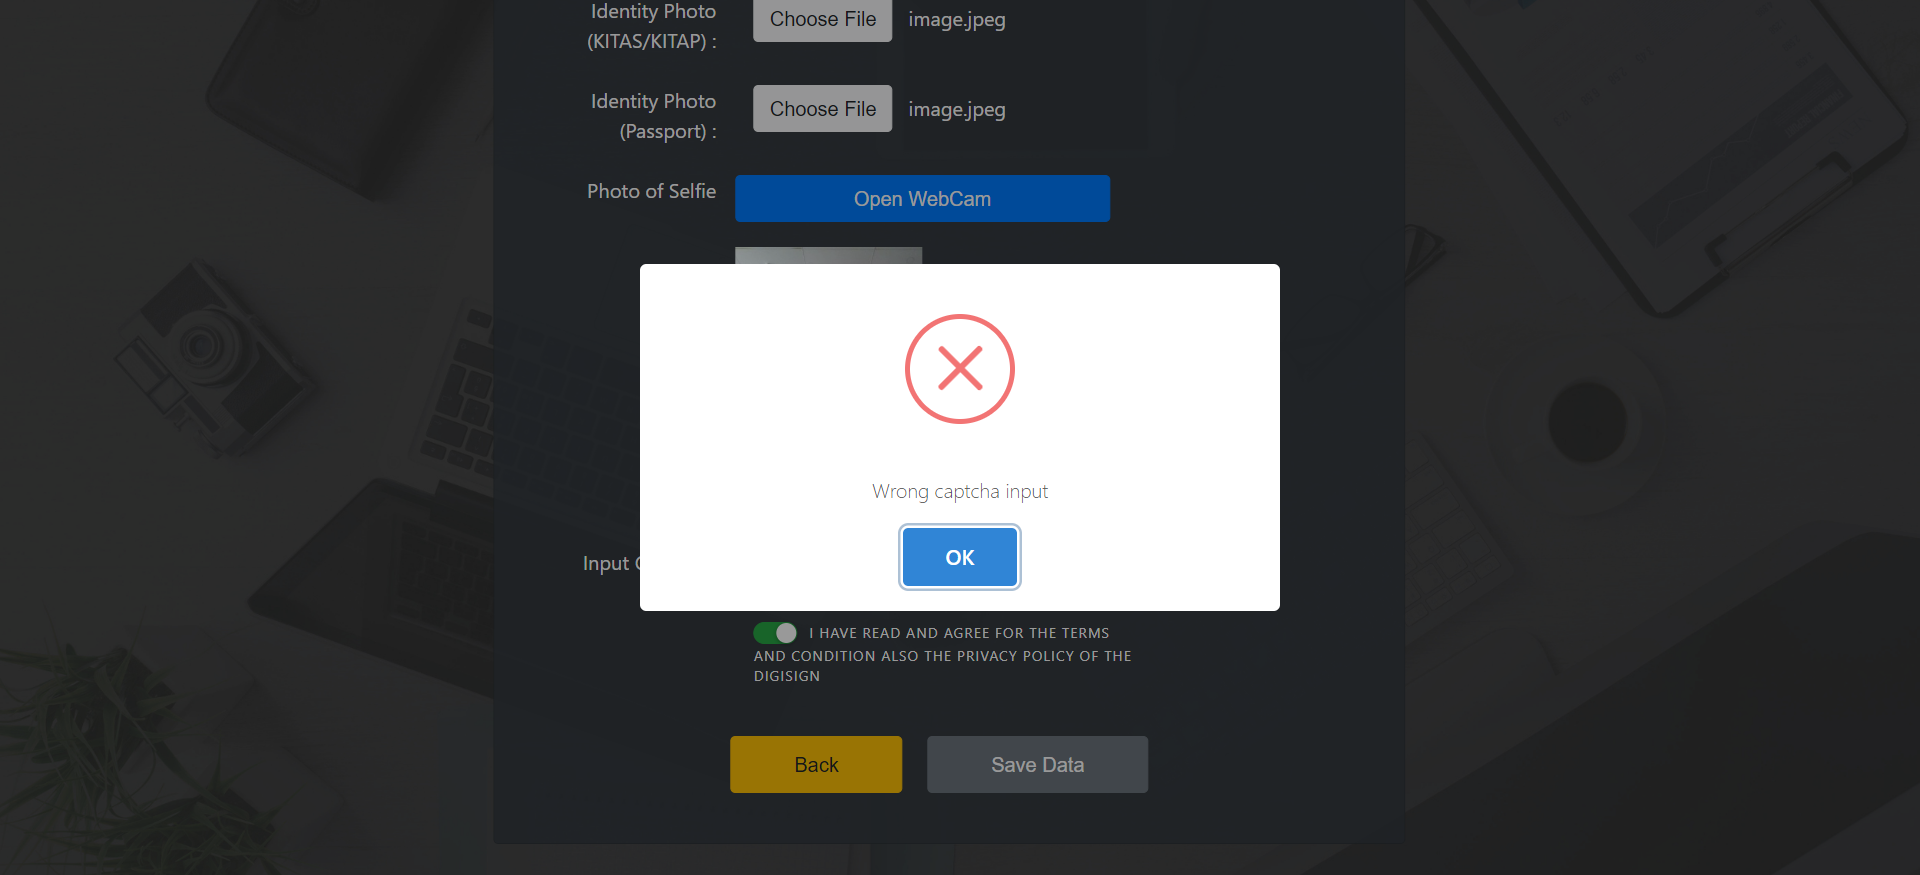 Identity Photo
(KITAS/KITAP) :
Choose File
image.jpeg
Identity Photo
(Passport) :
Choose File
image.jpeg
Photo of Selfie
Open WebCam
Wrong captcha input
OK
Input
I HAVE READ AND AGREE FOR THE TERMS
AND CONDITION ALSO THE PRIVACY POLICY OF THE
DIGISIGN
Back
Save Data